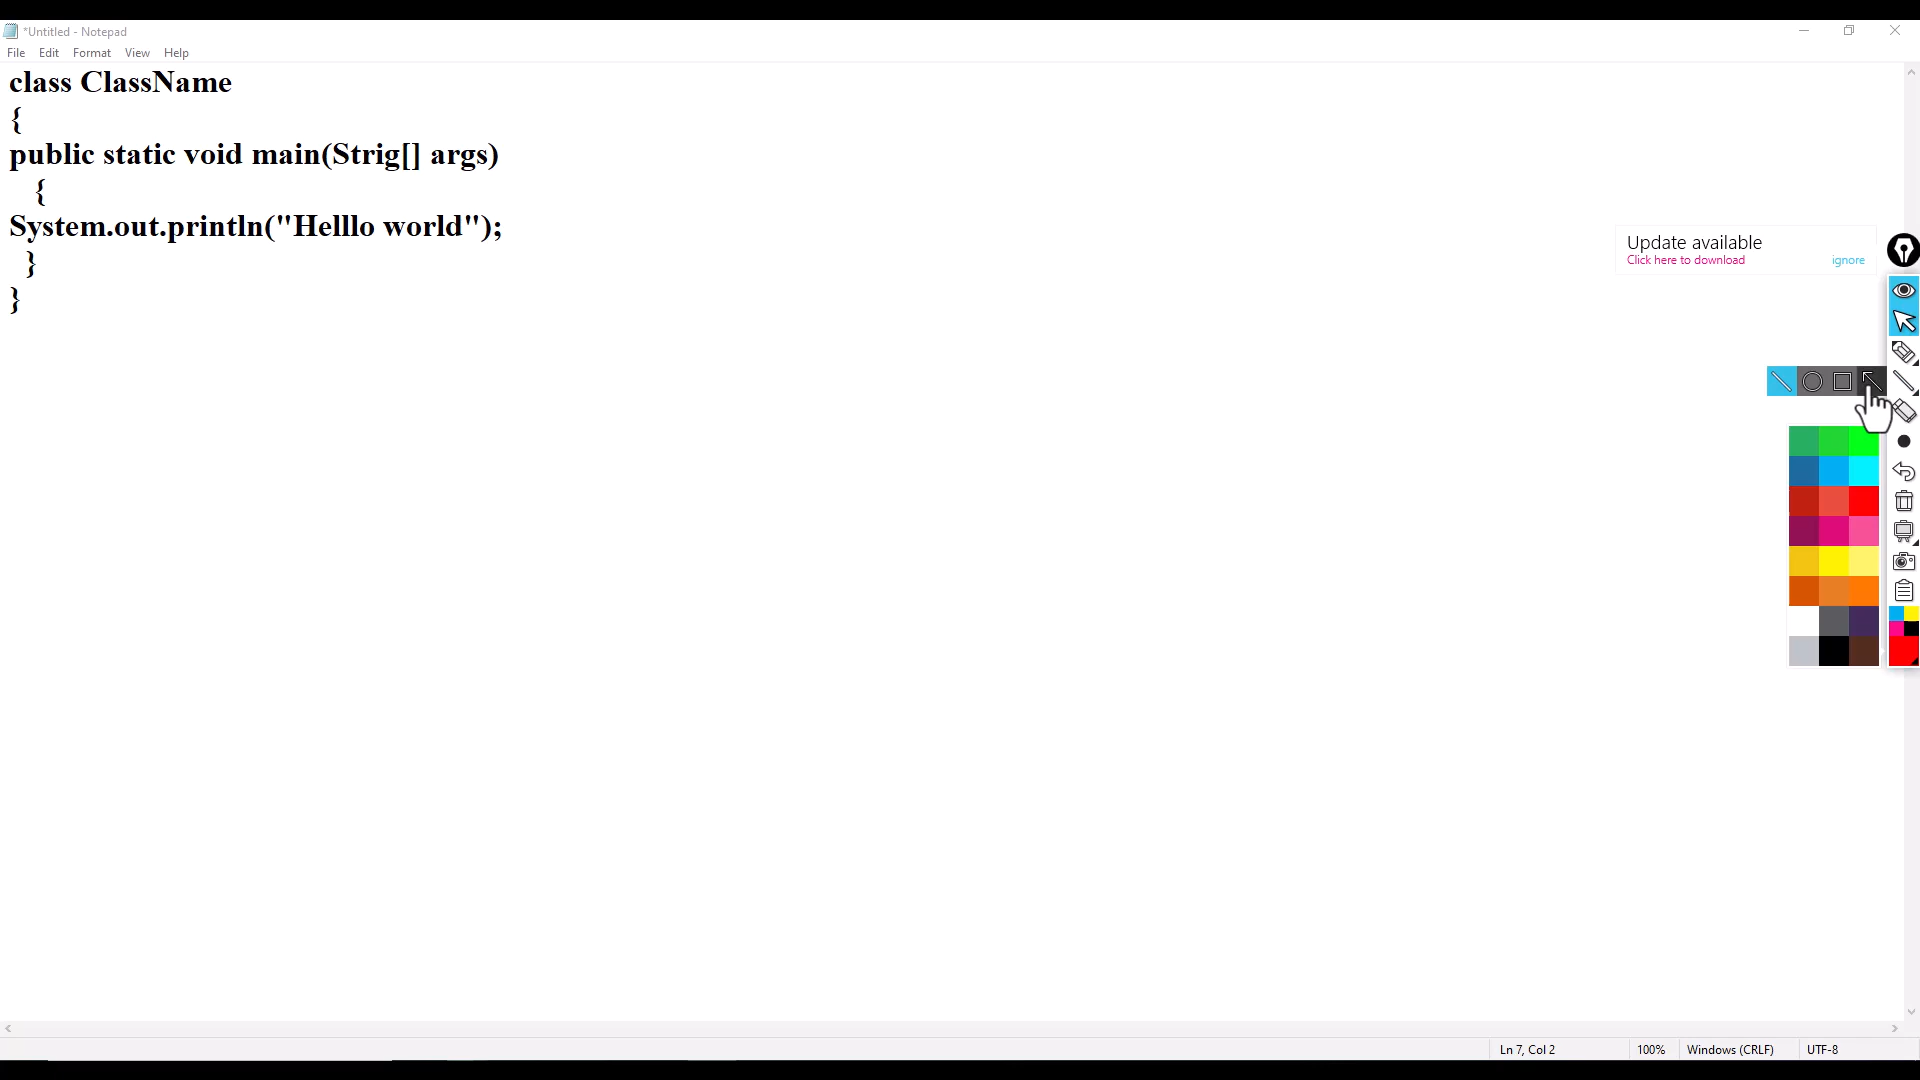 *Untitled - Notepad
File Edit Format View Help
class ClassName
{
public static void main(Strig[] args)
{
System.out.println("Helllo world");
}
}
Update available
Click here to download ignore
Ln 7, Col 2 100% Windows (CRLF) UTF-8